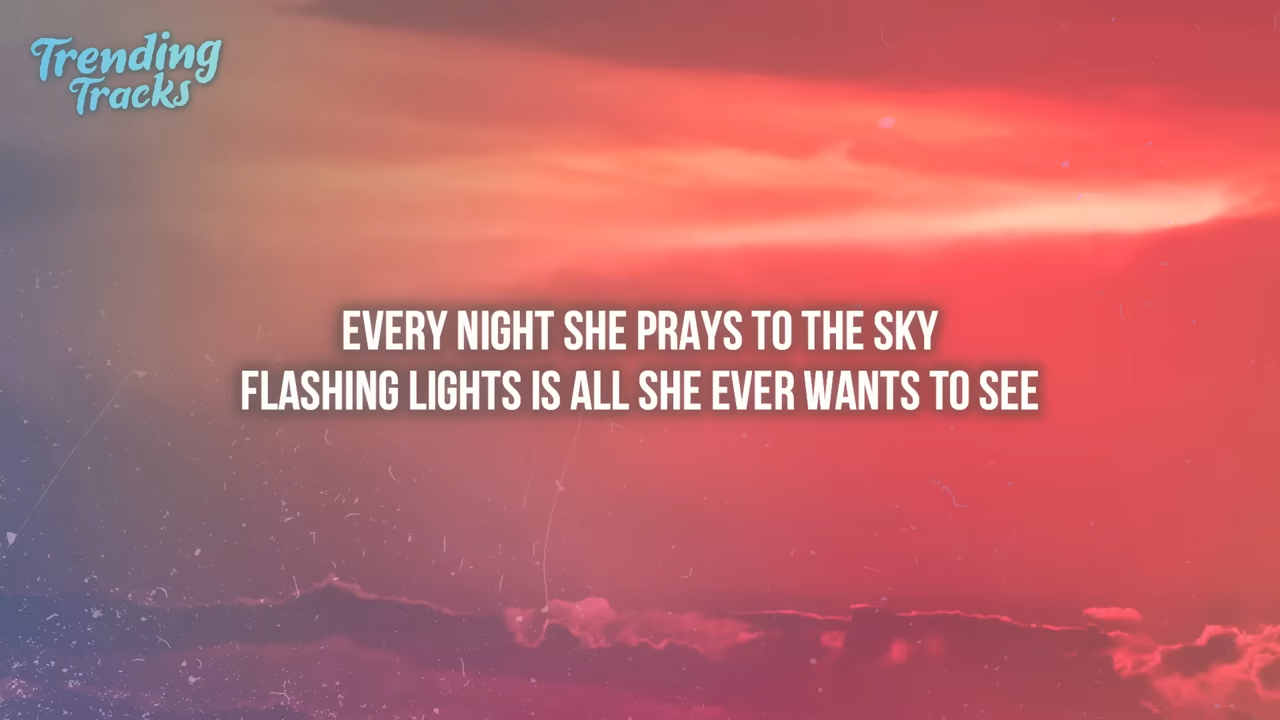 Trending
Tracks
EVERY NIGHT SHE PRAYS TO THE SKY
FLASHING LIGHTS IS ALL SHE EVER WANTS TO SEE